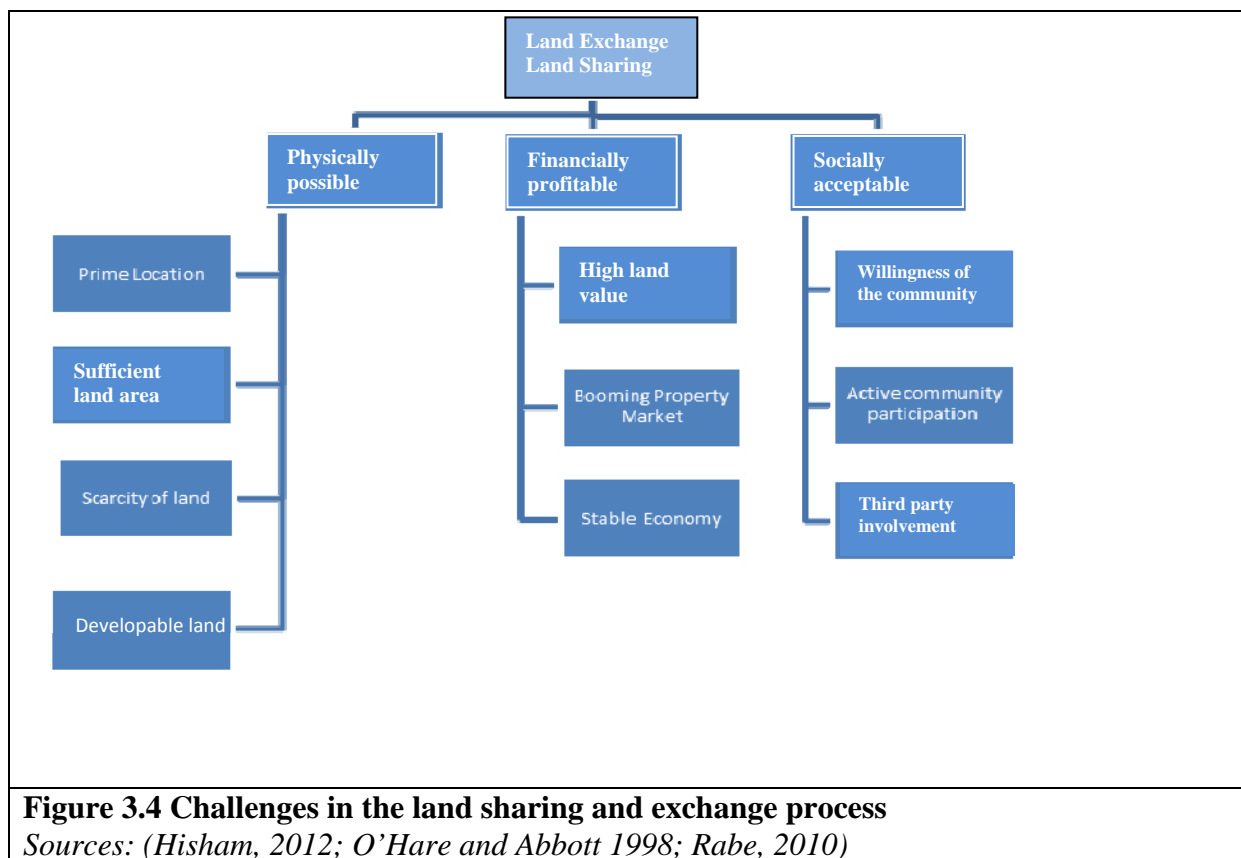 Land Exchange
Land Sharing
Physically
possible
Financially
profitable
Socially
acceptable
Prime Location
Sufficient
land area
Scarcity of land
Developable land
High land
value
Booming Property
Market
Stable Economy
Willingness of
the community
Active community
participation
Third party
involvement
Figure 3.4 Challenges in the land sharing and exchange process
Sources: (Hisham, 2012; O’Hare and Abbott 1998; Rabe, 2010)